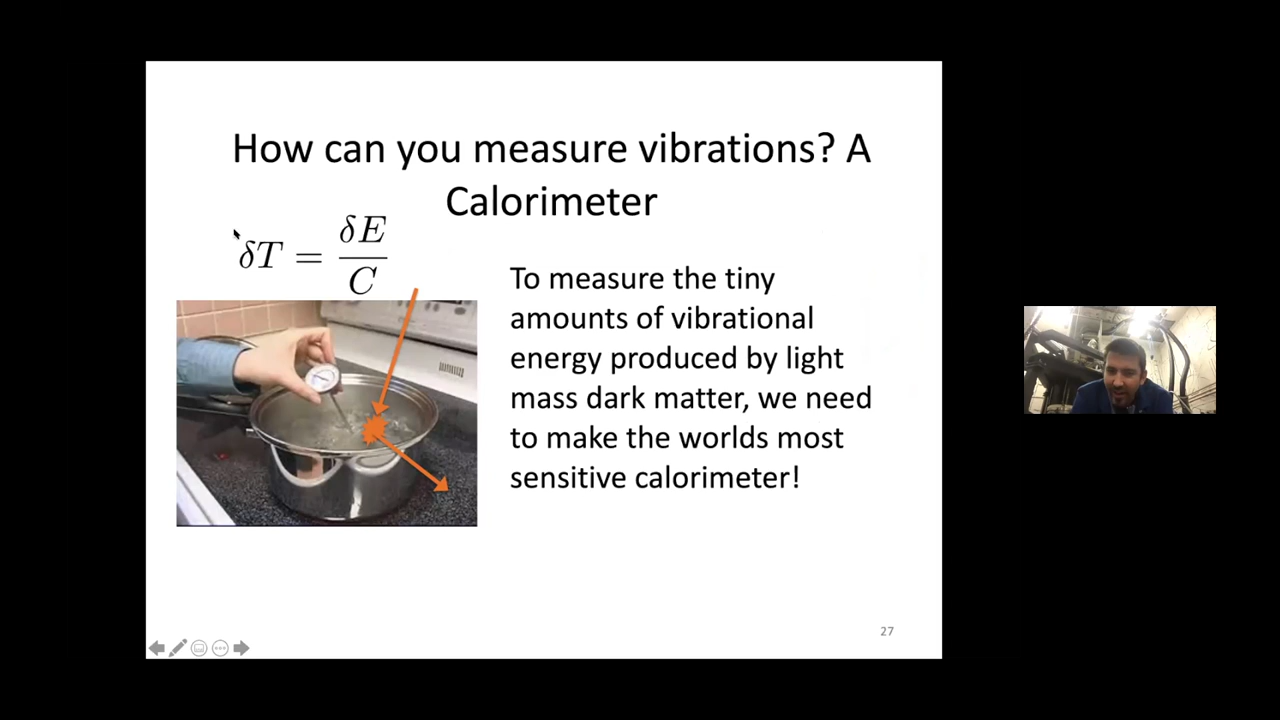 How can you measure vibrations? A
Calorimeter
δT = δE / C
To measure the tiny
amounts of vibrational
energy produced by light
mass dark matter, we need
to make the worlds most
sensitive calorimeter!
27